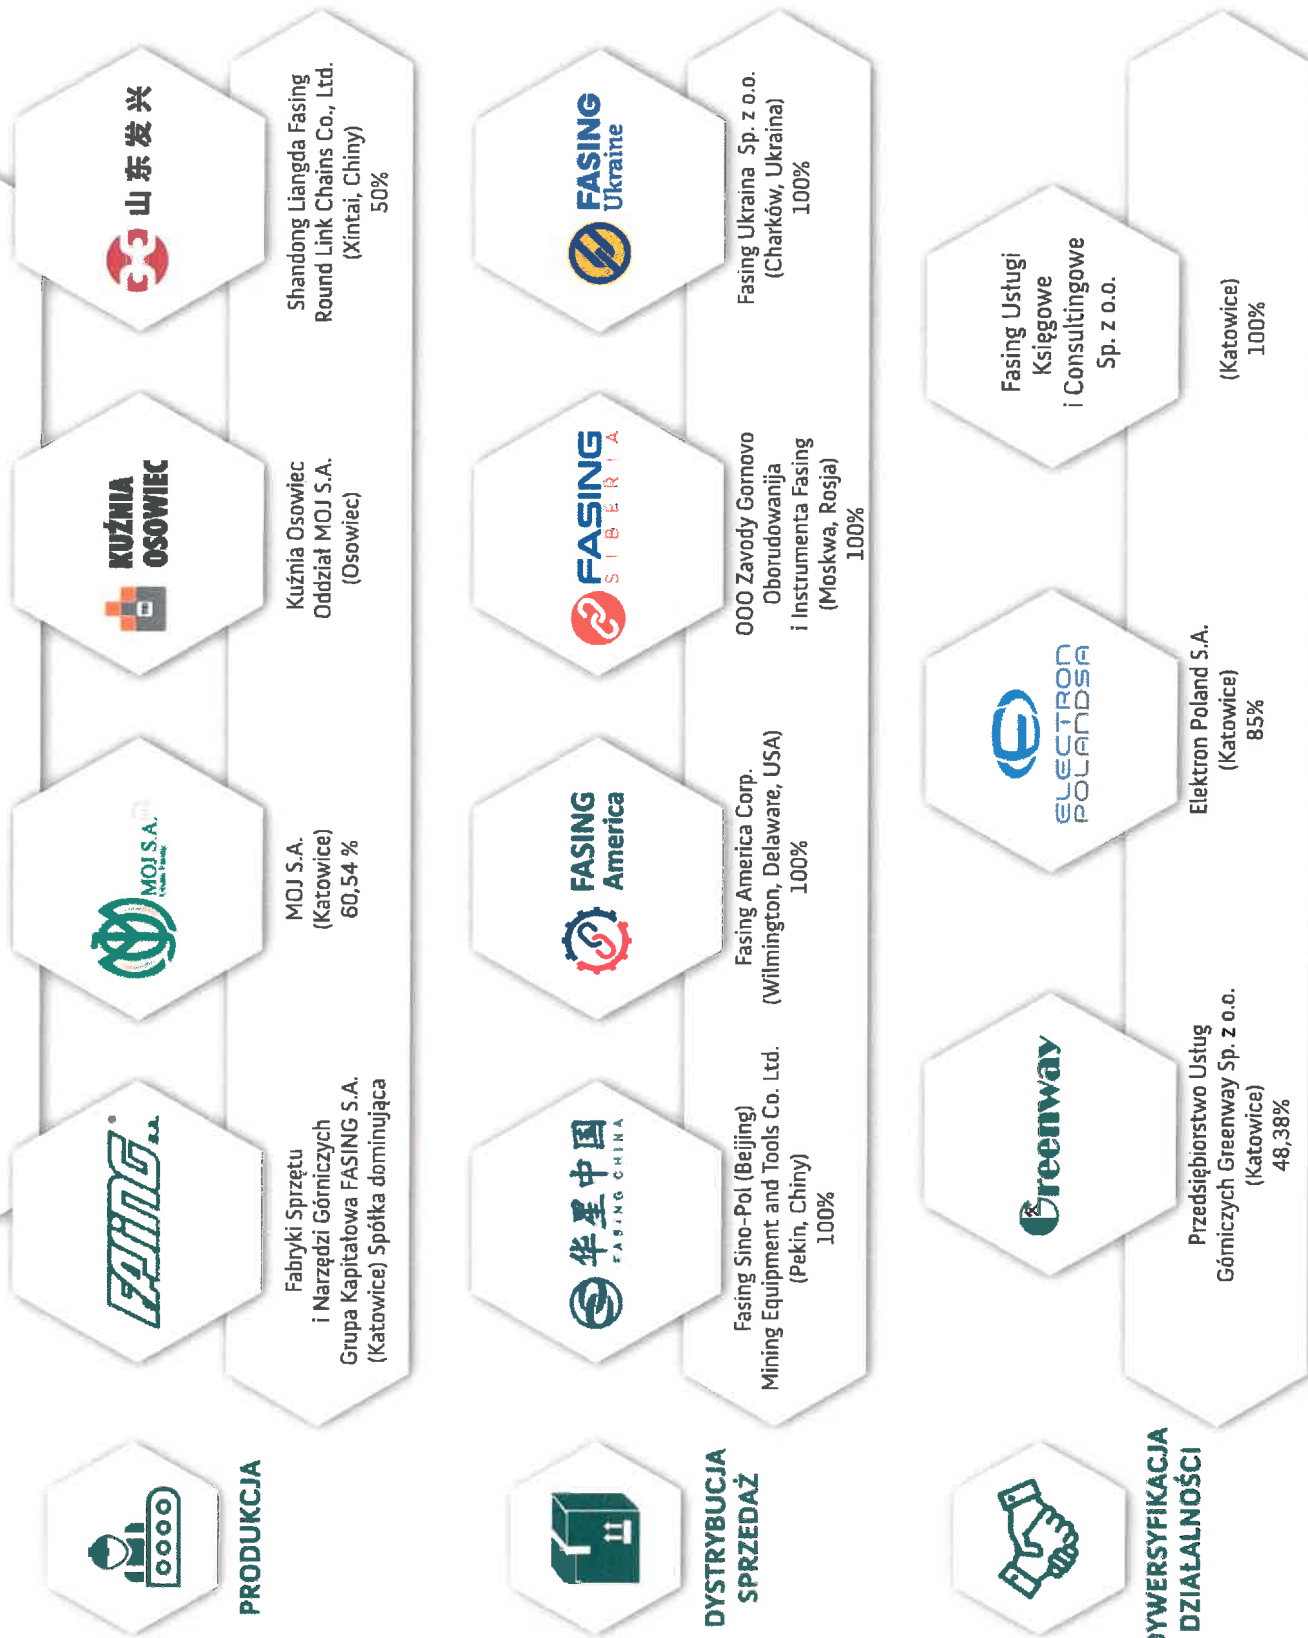 PRODUKCJA
FASING S.A.
Fabryki Sprzętu
i Narzędzi Górniczych
Grupa Kapitałowa FASING S.A.
(Katowice) Spółka dominująca
MOJ S.A.
MOJ S.A.
(Katowice)
60,54 %
KUŹNIA
OSOWIEC
Kuźnia Osowiec
Oddział MOJ S.A.
(Osowiec)
山东发兴
Shandong Liangda Fasing
Round Link Chains Co., Ltd.
(Xintai, Chiny)
50%
DYSTRYBUCJA
SPRZEDAŻ
华星中国
FASING CHINA
Fasing Sino-Pol (Beijing)
Mining Equipment and Tools Co. Ltd.
(Pekin, Chiny)
100%
FASING
America
Fasing America Corp.
(Wilmington, Delaware, USA)
100%
FASING
SIBERIA
OOO Zavody Gornovo
Oborudowanija
i Instrumenta Fasing
(Moskwa, Rosja)
100%
FASING
Ukraine
Fasing Ukraina Sp. z o.o.
(Charków, Ukraina)
100%
DYWERSYFIKACJA
DZIAŁALNOŚCI
Greenway
Przedsiębiorstwo Usług
Górniczych Greenway Sp. z o.o.
(Katowice)
48,38%
ELECTRON
POLANDSA
Elektron Poland S.A.
(Katowice)
85%
Fasing Usługi
Księgowe
i Consultingowe
Sp. z o.o.
(Katowice)
100%